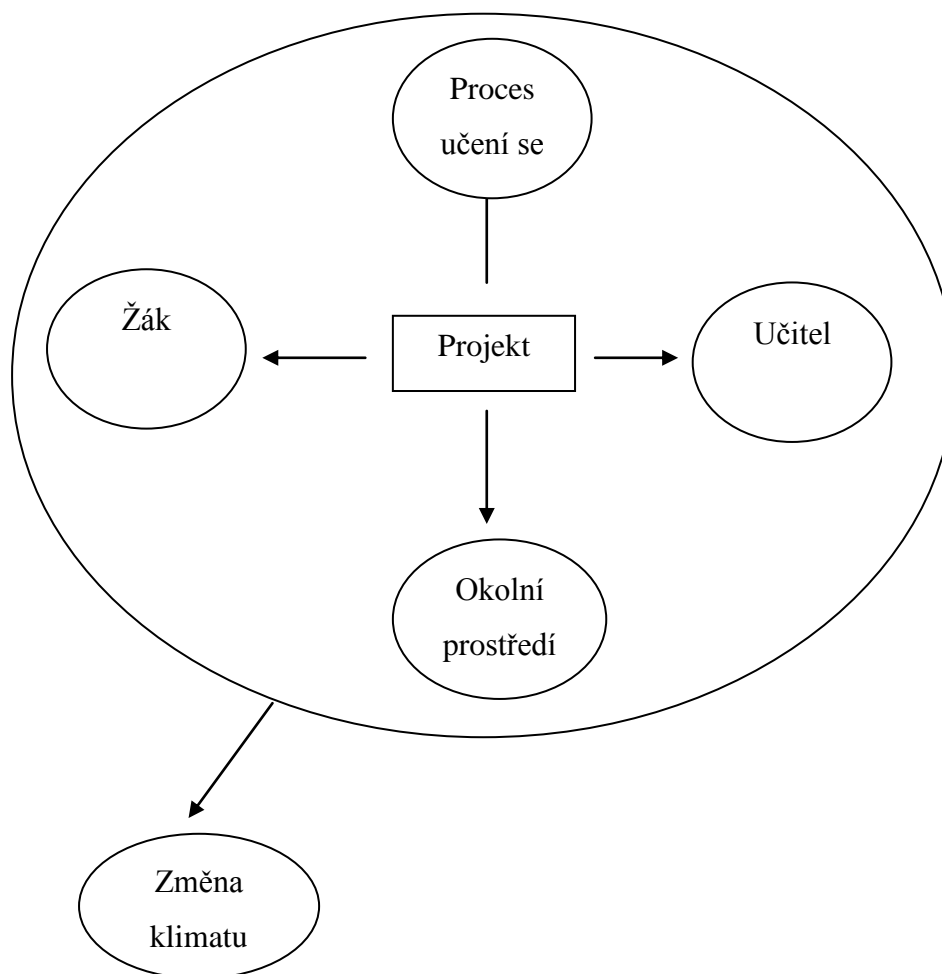 Proces
učení se
Žák
Projekt
Učitel
Okolní
prostředí
Změna
klimatu